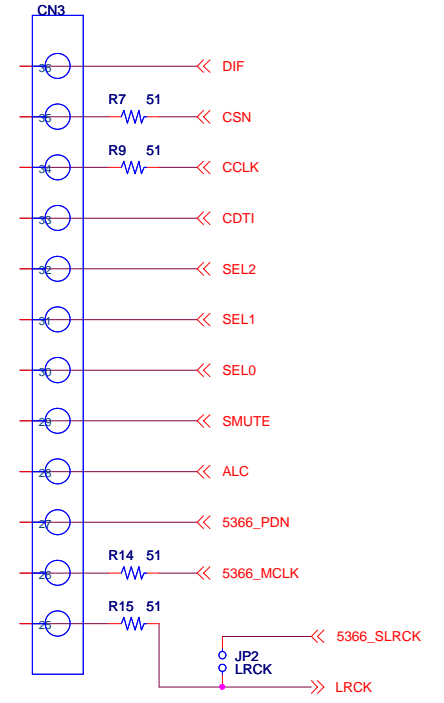 CN3
36 DIF
R7 51
35 CSN
R9 51
34 CCLK
33 CDTI
32 SEL2
31 SEL1
30 SEL0
29 SMUTE
28 ALC
27 5366_PDN
R14 51
26 5366_MCLK
R15 51
25
5366_SLRCK
JP2
LRCK
LRCK